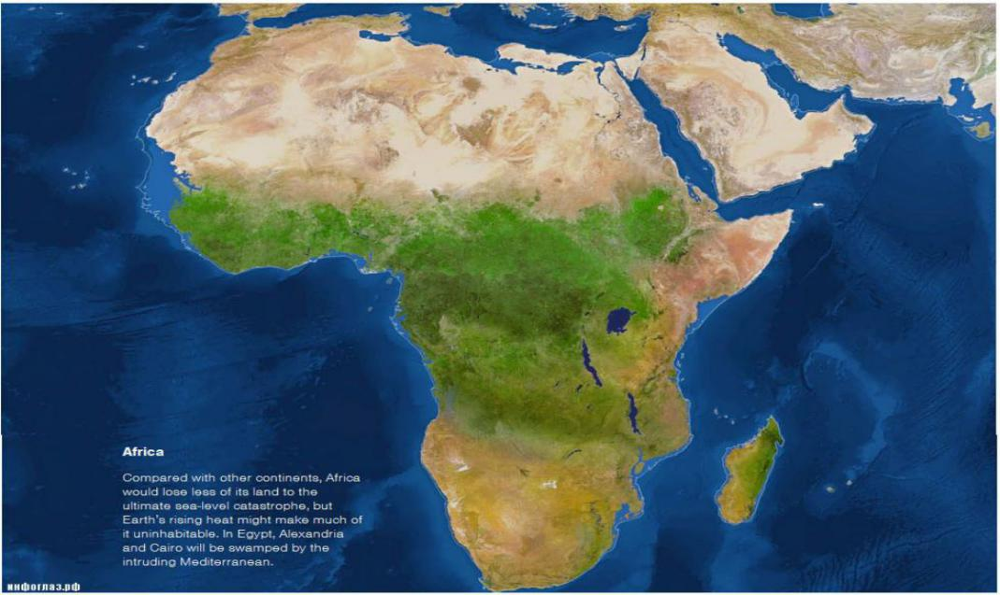 Africa
Compared with other continents, Africa
would lose less of its land to the
ultimate sea-level catastrophe, but
Earth's rising heat might make much of
it uninhabitable. In Egypt, Alexandria
and Cairo will be swamped by the
intruding Mediterranean.
инфоглаз.рф